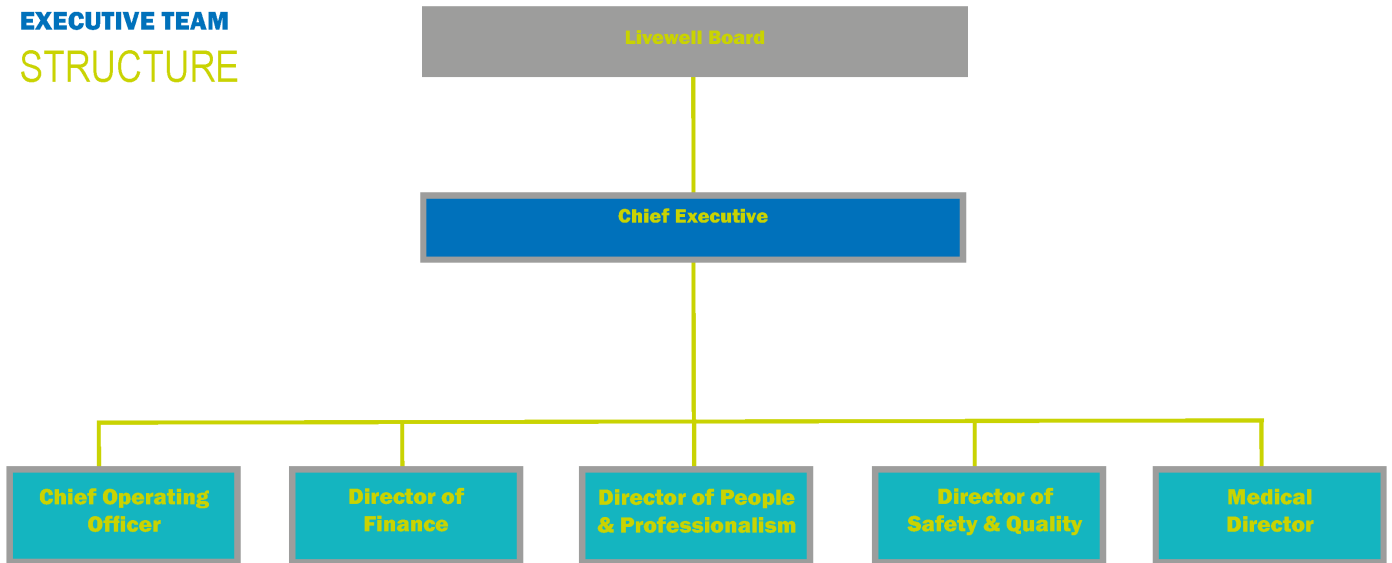 EXECUTIVE TEAM
STRUCTURE
Livewell Board
Chief Executive
Chief Operating
Officer
Director of
Finance
Director of People
& Professionalism
Director of
Safety & Quality
Medical
Director